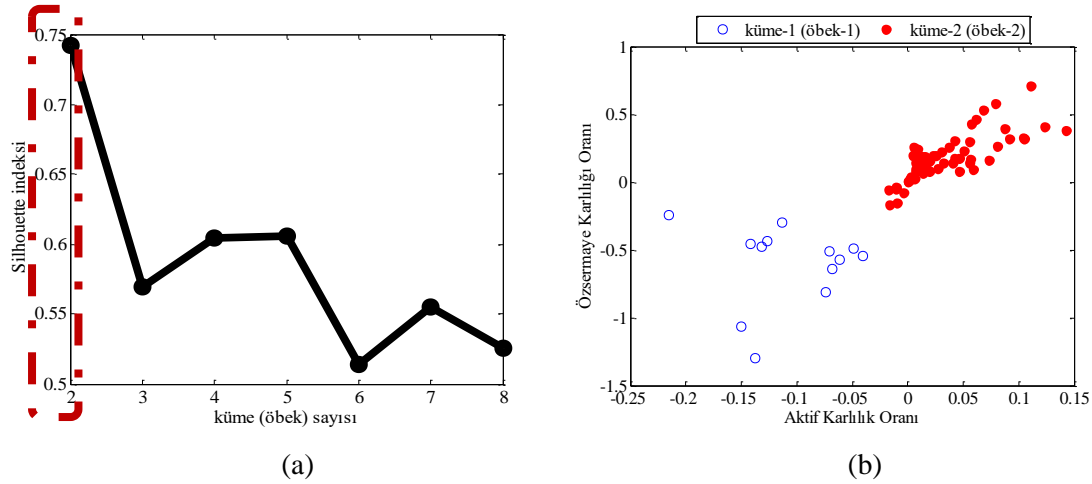 0.75
0.7
0.65
0.6
0.55
0.5
Silhouette indeksi
2 3 4 5 6 7 8
küme (öbek) sayısı
(a)
küme-1 (öbek-1) küme-2 (öbek-2)
1
0.5
0
-0.5
-1
-1.5
Özsermaye Karlılığı Oranı
-0.25 -0.2 -0.15 -0.1 -0.05 0 0.05 0.1 0.15
Aktif Karlılık Oranı
(b)